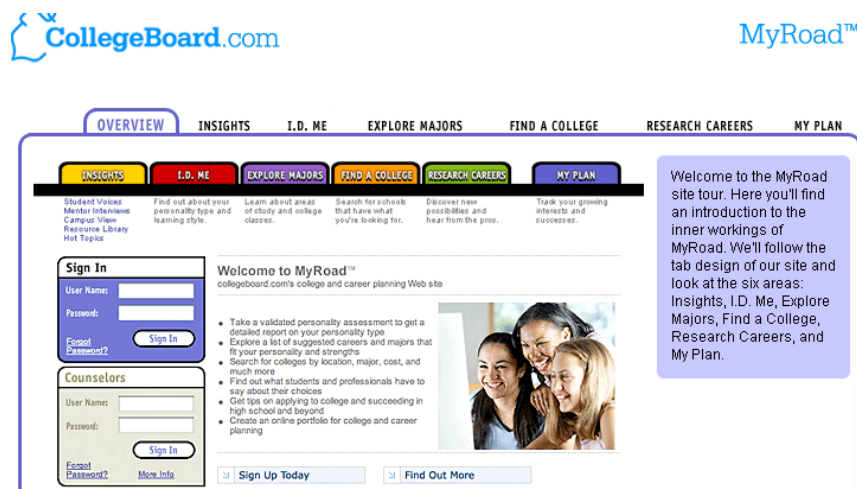 CollegeBoard.com
MyRoad™
OVERVIEW INSIGHTS I.D. ME EXPLORE MAJORS FIND A COLLEGE RESEARCH CAREERS MY PLAN
INSIGHTS I.D. ME EXPLORE MAJORS FIND A COLLEGE RESEARCH CAREERS MY PLAN
Student Voices
Mentor Interviews
Campus View
Resource Library
Hot Topics
Find out about your
personality type and
learning style.
Learn about areas
of study and college
classes.
Search for schools
that have what
you're looking for.
Discover new
possibilities and
hear from the pros.
Track your growing
interests and
successes.
Sign In
User Name:
Password:
Forgot
Password?
Sign In
Counselors
User Name:
Password:
Sign In
Forgot
Password?
More Info
Welcome to MyRoad™
collegeboard.com's college and career planning Web site
• Take a validated personality assessment to get a
detailed report on your personality type
• Explore a list of suggested careers and majors that
fit your personality and strengths
• Search for colleges by location, major, cost, and
much more
• Find out what students and professionals have to
say about their choices
• Get tips on applying to college and succeeding in
high school and beyond
• Create an online portfolio for college and career
planning
Sign Up Today
Find Out More
Welcome to the MyRoad
site tour. Here you'll find
an introduction to the
inner workings of
MyRoad. We'll follow the
tab design of our site and
look at the six areas:
Insights, I.D. Me, Explore
Majors, Find a College,
Research Careers, and
My Plan.